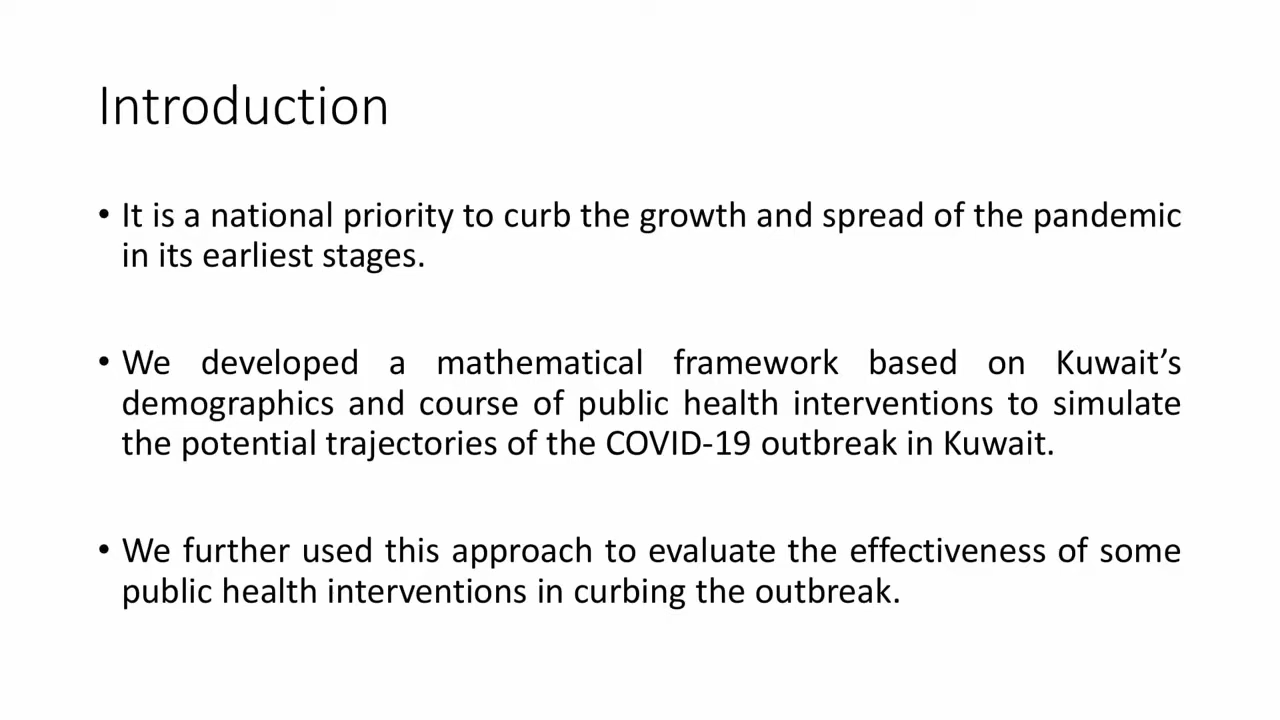 Introduction
• It is a national priority to curb the growth and spread of the pandemic
in its earliest stages.
• We developed a mathematical framework based on Kuwait’s
demographics and course of public health interventions to simulate
the potential trajectories of the COVID-19 outbreak in Kuwait.
• We further used this approach to evaluate the effectiveness of some
public health interventions in curbing the outbreak.